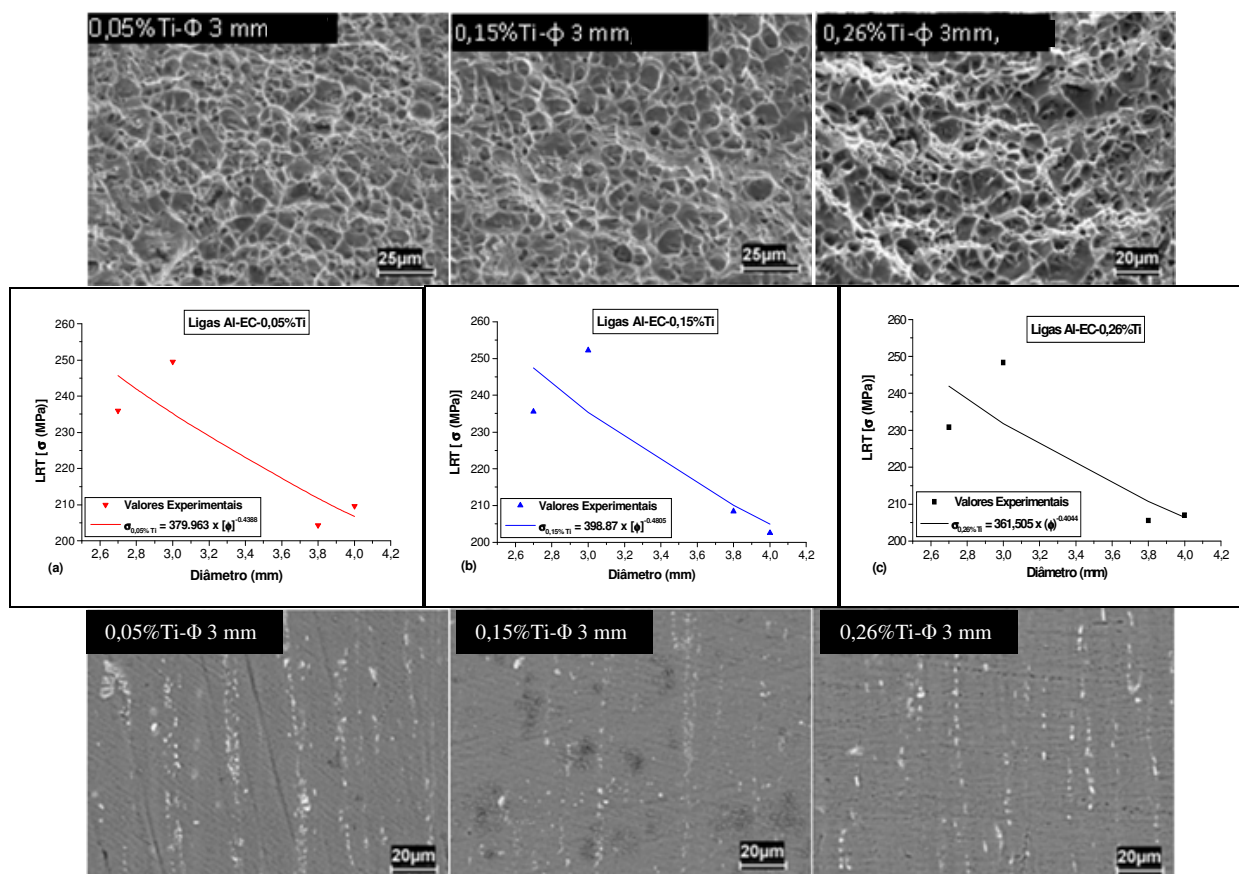 0,05%Ti-Φ 3 mm
0,15%Ti-Φ 3 mm,
0,26%Ti-Φ 3mm,
25µm
25µm
20µm
Ligas Al-EC-0,05%Ti
LRT [ σ (MPa)]
260
250
240
230
220
210
200
Valores Experimentais
σ0,05% Ti = 379.963 x [ϕ]-0.4388
2,6 2,8 3,0 3,2 3,4 3,6 3,8 4,0 4,2
(a)
Diâmetro (mm)
Ligas Al-EC-0,15%Ti
LRT [ σ (MPa)]
260
250
240
230
220
210
200
Valores Experimentais
σ0,15% Ti = 398.87 x [ϕ]-0.4805
2,6 2,8 3,0 3,2 3,4 3,6 3,8 4,0 4,2
(b)
Diâmetro (mm)
Ligas Al-EC-0,26%Ti
LRT [ σ (MPa)]
260
250
240
230
220
210
200
Valores Experimentais
σ0,26% Ti = 361,505 x (ϕ)-0.4044
2,6 2,8 3,0 3,2 3,4 3,6 3,8 4,0 4,2
(c)
Diâmetro (mm)
0,05%Ti-Φ 3 mm
0,15%Ti-Φ 3 mm
0,26%Ti-Φ 3 mm
20µm
20µm
20µm